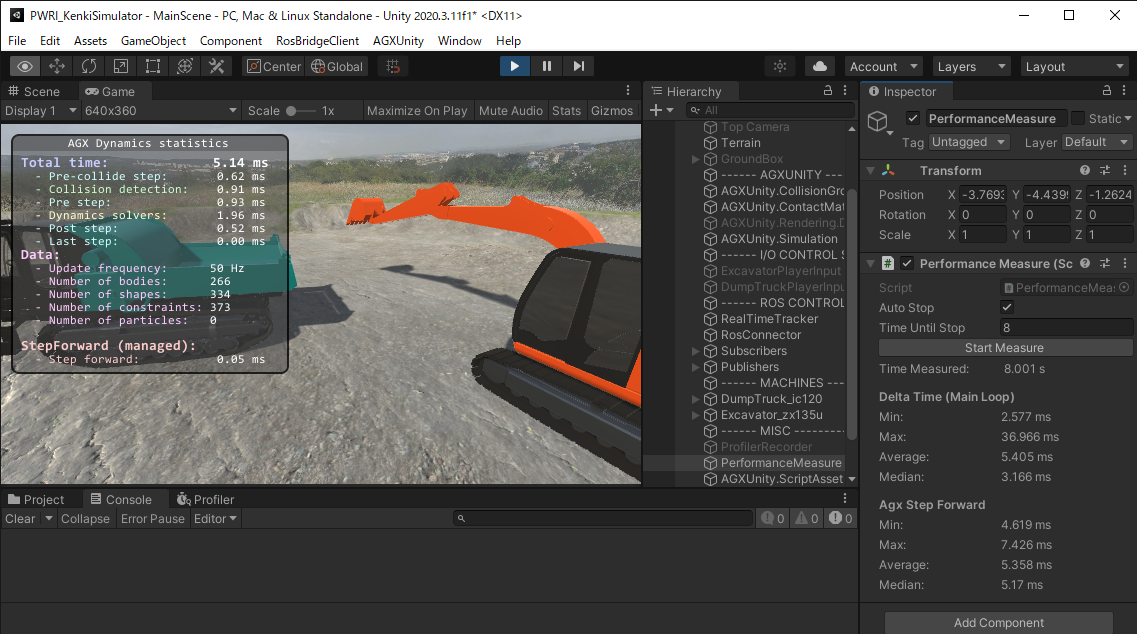 PWRI_KenkiSimulator - MainScene - PC, Mac & Linux Standalone - Unity 2020.3.11f1* <DX11>
File Edit Assets GameObject Component RosBridgeClient AGXUnity Window Help
Center Global Account Layers Layout
Scene Game
Display 1 640x360 Scale 1x Maximize On Play Mute Audio Stats Gizmos
AGX Dynamics statistics
Total time: 5.14 ms
- Pre-collide step: 0.62 ms
- Collision detection: 0.91 ms
- Pre step: 0.93 ms
- Dynamics solvers: 1.96 ms
- Post step: 0.52 ms
- Last step: 0.00 ms
Data:
- Update frequency: 50 Hz
- Number of bodies: 266
- Number of shapes: 334
- Number of constraints: 373
- Number of particles: 0
StepForward (managed):
- Step forward: 0.05 ms
Hierarchy
All
Top Camera
Terrain
GroundBox
------ AGXUNITY ---
AGXUnity.CollisionGro
AGXUnity.ContactMat
AGXUnity.Rendering.D
AGXUnity.Simulation
------ I/O CONTROL S
ExcavatorPlayerInput
DumpTruckPlayerInpu
------ ROS CONTROL
RealTimeTracker
RosConnector
Subscribers
Publishers
------ MACHINES ---
DumpTruck_ic120
Excavator_zx135u
------ MISC ---------
ProfilerRecorder
PerformanceMeasure
AGXUnity.ScriptAsset
Inspector
PerformanceMeasure Static
Tag Untagged Layer Default
Transform
Position X -3.7693 Y -4.439 Z -1.2624
Rotation X 0 Y 0 Z 0
Scale X 1 Y 1 Z 1
# Performance Measure (Sc
Script PerformanceMea
Auto Stop
Time Until Stop 8
Start Measure
Time Measured: 8.001 s
Delta Time (Main Loop)
Min: 2.577 ms
Max: 36.966 ms
Average: 5.405 ms
Median: 3.166 ms
Agx Step Forward
Min: 4.619 ms
Max: 7.426 ms
Average: 5.358 ms
Median: 5.17 ms
Add Component
Project Console Profiler
Clear Collapse Error Pause Editor 0 0 0